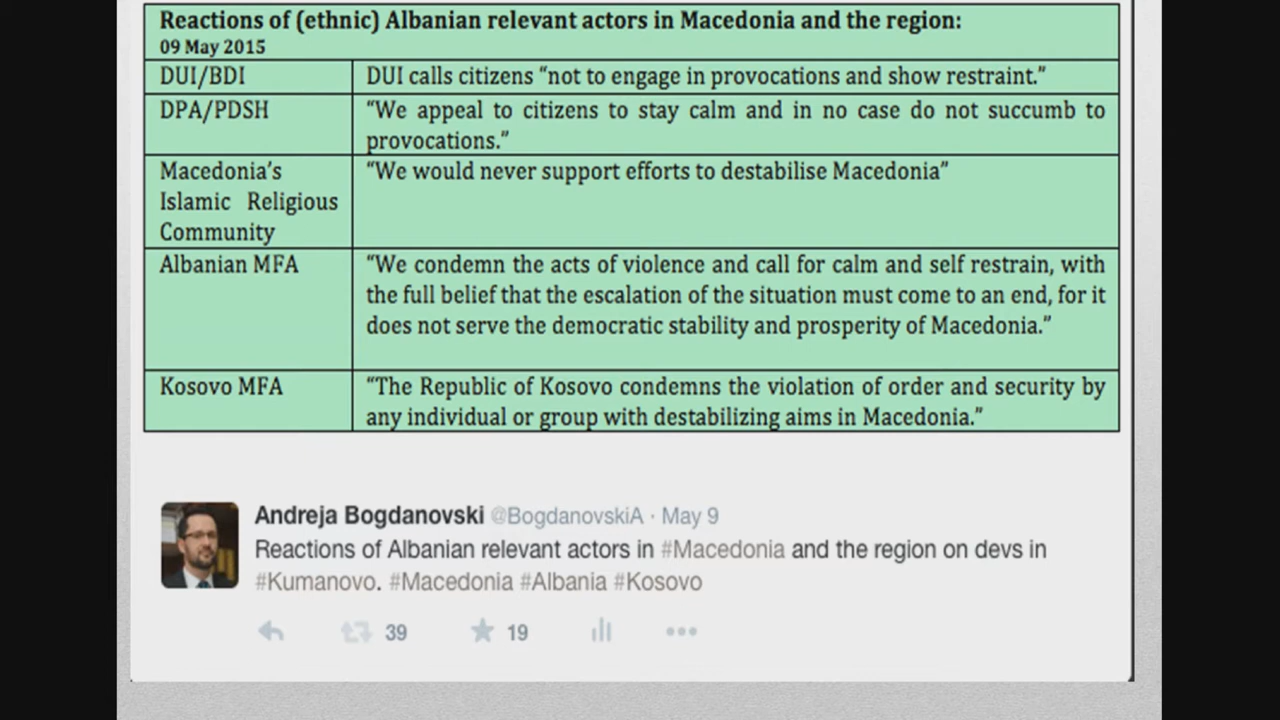 Reactions of (ethnic) Albanian relevant actors in Macedonia and the region:
09 May 2015
DUI/BDI
DUI calls citizens “not to engage in provocations and show restraint.”
DPA/PDSH
“We appeal to citizens to stay calm and in no case do not succumb to
provocations.”
Macedonia’s
Islamic Religious
Community
“We would never support efforts to destabilise Macedonia”
Albanian MFA
“We condemn the acts of violence and call for calm and self restrain, with
the full belief that the escalation of the situation must come to an end, for it
does not serve the democratic stability and prosperity of Macedonia.”
Kosovo MFA
“The Republic of Kosovo condemns the violation of order and security by
any individual or group with destabilizing aims in Macedonia.”
Andreja Bogdanovski @BogdanovskiA · May 9
Reactions of Albanian relevant actors in #Macedonia and the region on devs in
#Kumanovo. #Macedonia #Albania #Kosovo
39 19